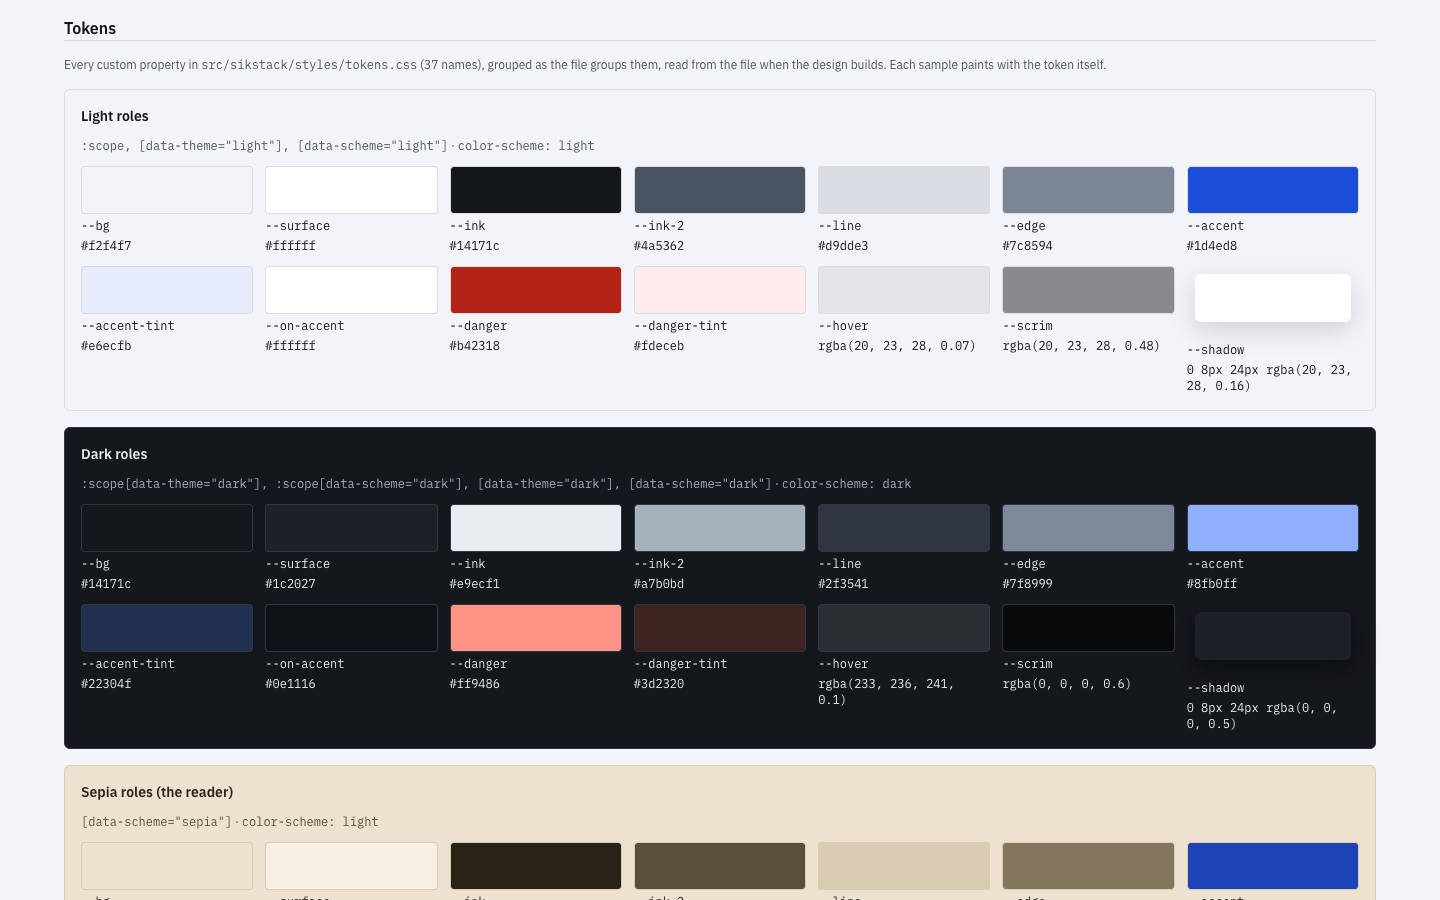 Tokens
Every custom property in src/sikstack/styles/tokens.css (37 names), grouped as the file groups them, read from the file when the design builds. Each sample paints with the token itself.
Light roles
:scope, [data-theme="light"], [data-scheme="light"] · color-scheme: light
--bg
#f2f4f7
--surface
#ffffff
--ink
#14171c
--ink-2
#4a5362
--line
#d9dde3
--edge
#7c8594
--accent
#1d4ed8
--accent-tint
#e6ecfb
--on-accent
#ffffff
--danger
#b42318
--danger-tint
#fdeceb
--hover
rgba(20, 23, 28, 0.07)
--scrim
rgba(20, 23, 28, 0.48)
--shadow
0 8px 24px rgba(20, 23,
28, 0.16)
Dark roles
:scope[data-theme="dark"], :scope[data-scheme="dark"], [data-theme="dark"], [data-scheme="dark"] · color-scheme: dark
--bg
#14171c
--surface
#1c2027
--ink
#e9ecf1
--ink-2
#a7b0bd
--line
#2f3541
--edge
#7f8999
--accent
#8fb0ff
--accent-tint
#22304f
--on-accent
#0e1116
--danger
#ff9486
--danger-tint
#3d2320
--hover
rgba(233, 236, 241,
0.1)
--scrim
rgba(0, 0, 0, 0.6)
--shadow
0 8px 24px rgba(0, 0,
0, 0.5)
Sepia roles (the reader)
[data-scheme="sepia"] · color-scheme: light